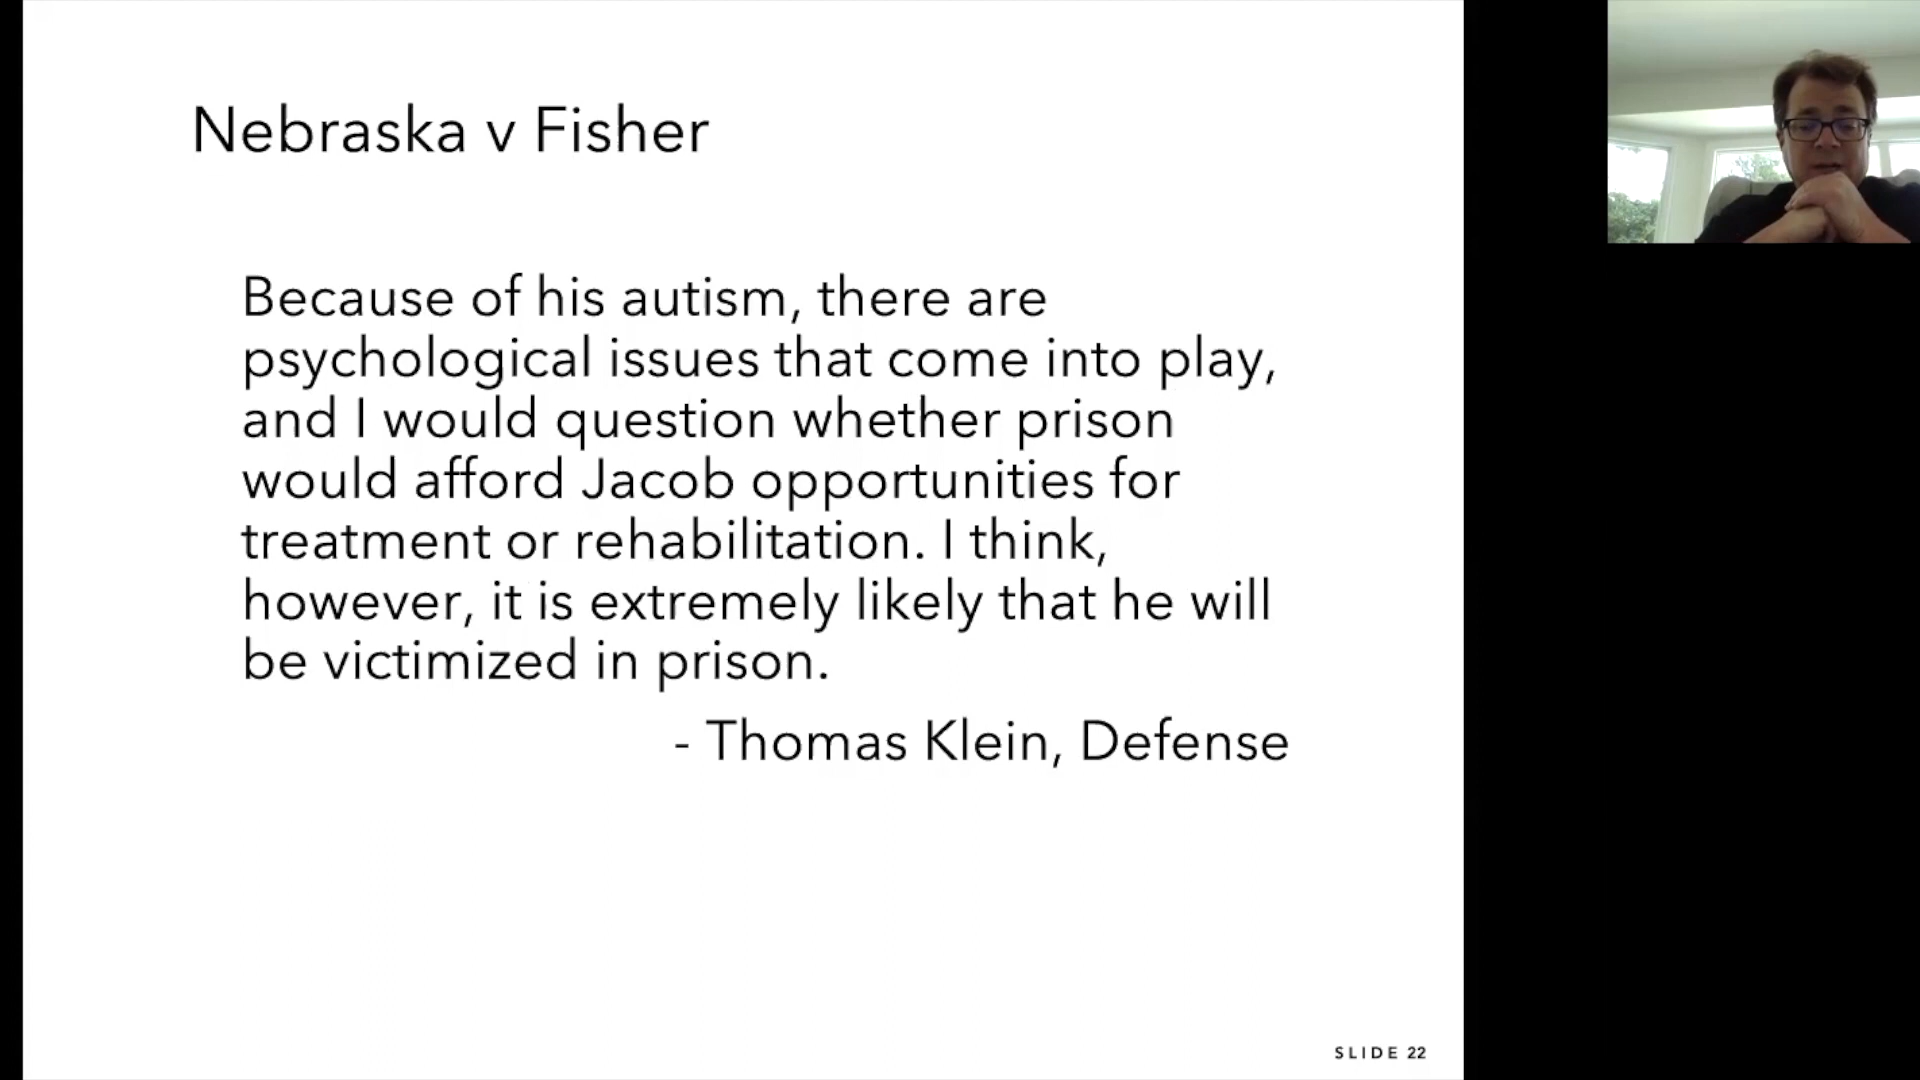 Nebraska v Fisher
Because of his autism, there are
psychological issues that come into play,
and I would question whether prison
would afford Jacob opportunities for
treatment or rehabilitation. I think,
however, it is extremely likely that he will
be victimized in prison.
- Thomas Klein, Defense
SLIDE 22